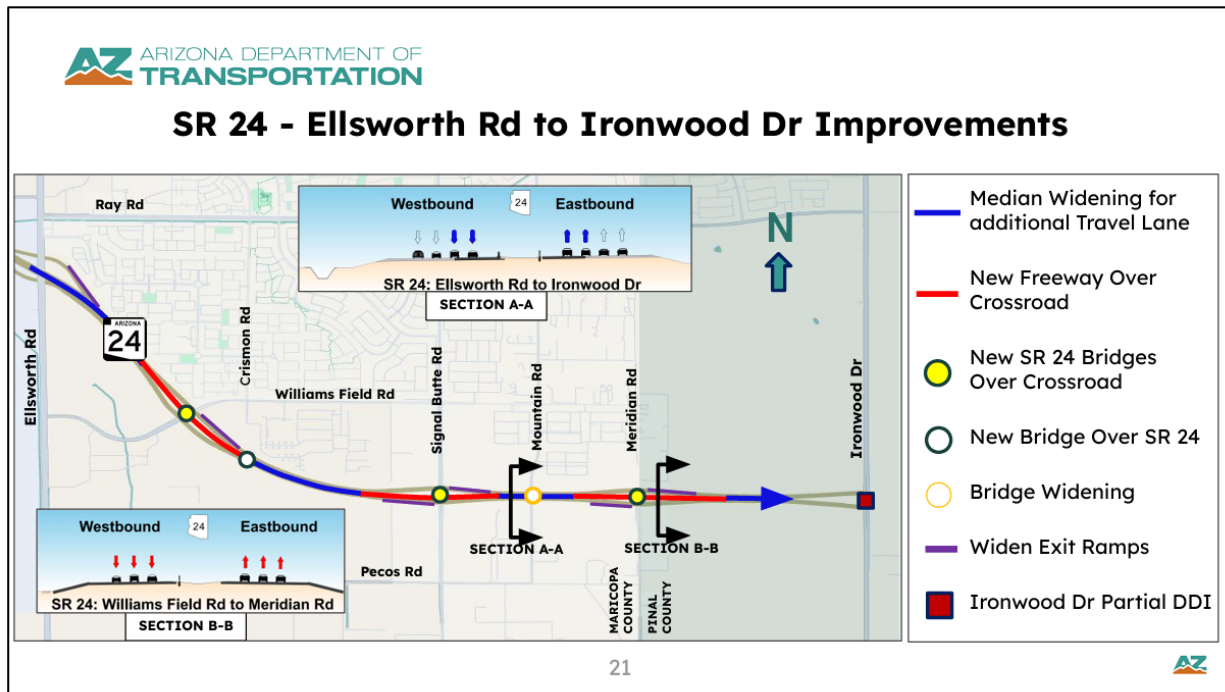 AZ ARIZONA DEPARTMENT OF
TRANSPORTATION
SR 24 - Ellsworth Rd to Ironwood Dr Improvements
Ray Rd
Westbound 24 Eastbound
SR 24: Ellsworth Rd to Ironwood Dr
SECTION A-A
N
ARIZONA
24
Ellsworth Rd
Crismon Rd
Williams Field Rd
Signal Butte Rd
Mountain Rd
Meridian Rd
Ironwood Dr
SECTION A-A
SECTION B-B
Westbound 24 Eastbound
SR 24: Williams Field Rd to Meridian Rd
SECTION B-B
Pecos Rd
MARICOPA
COUNTY
PINAL
COUNTY
Median Widening for
additional Travel Lane
New Freeway Over
Crossroad
New SR 24 Bridges
Over Crossroad
New Bridge Over SR 24
Bridge Widening
Widen Exit Ramps
Ironwood Dr Partial DDI
21
AZ